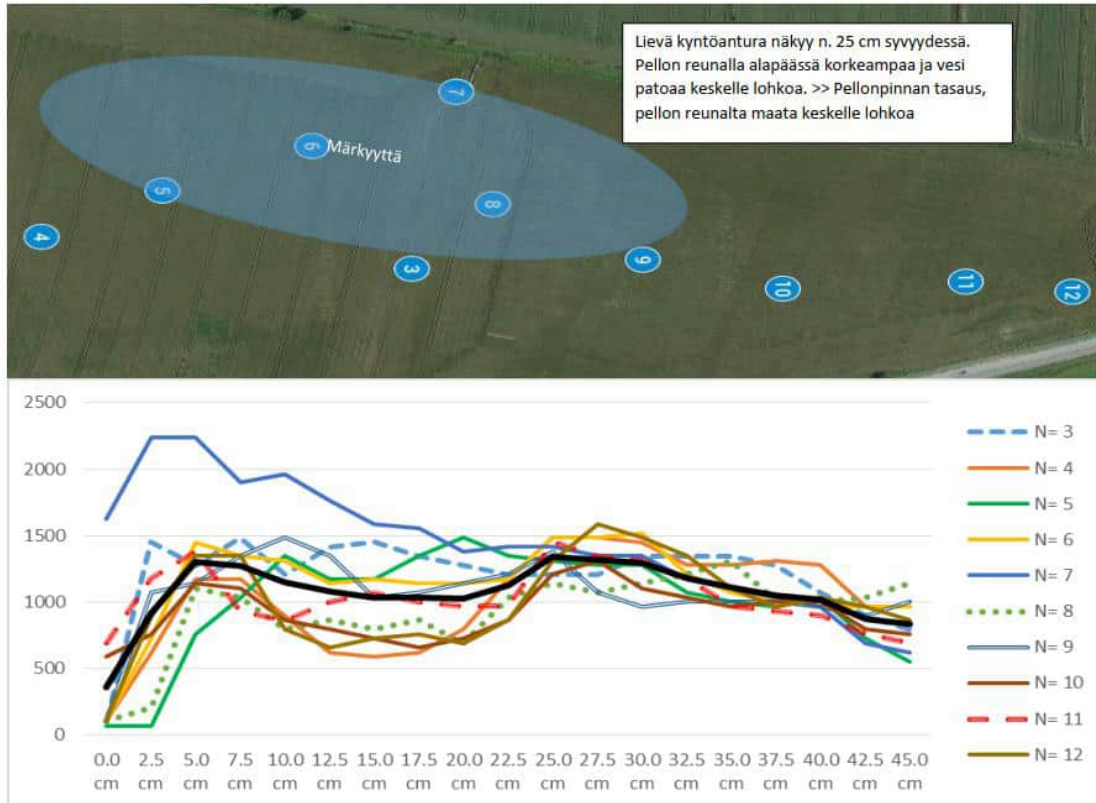 Lievä kyntöantura näkyy n. 25 cm syvyydessä.
Pellon reunalla alapäässä korkeampaa ja vesi
patoaa keskelle lohkoa. >> Pellonpinnan tasaus,
pellon reunalta maata keskelle lohkoa
7
6
Märkyyttä
5
8
4
3
9
10
11
12
2500
2000
1500
1000
500
0
0.0 2.5 5.0 7.5 10.0 12.5 15.0 17.5 20.0 22.5 25.0 27.5 30.0 32.5 35.0 37.5 40.0 42.5 45.0
cm cm cm cm cm cm cm cm cm cm cm cm cm cm cm cm cm cm cm
N= 3
N= 4
N= 5
N= 6
N= 7
N= 8
N= 9
N= 10
N= 11
N= 12